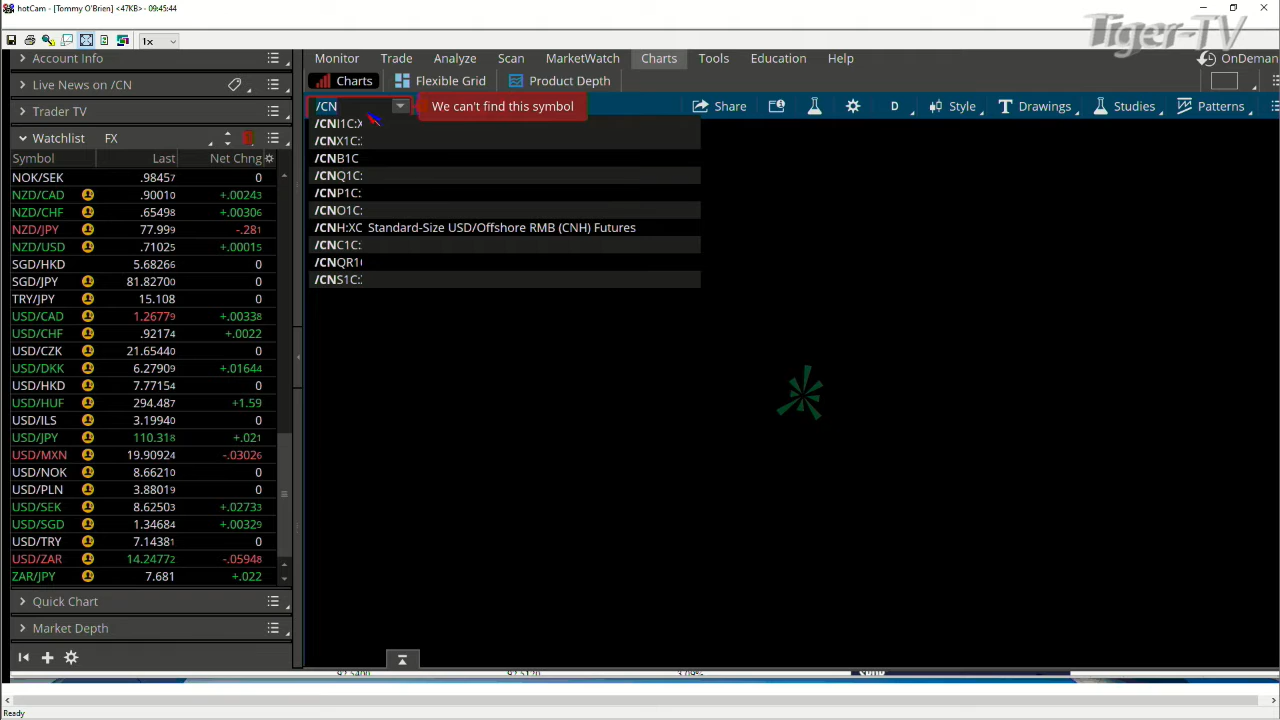 hotCam - [Tommy O'Brien] <47KB> - 09:45:44
Tiger-TV
1x
Account Info
Live News on /CN
Trader TV
Watchlist FX
Symbol Last Net Chng
NOK/SEK .98457 0
NZD/CAD .90010 +.00243
NZD/CHF .65498 +.00306
NZD/JPY 77.999 -.281
NZD/USD .71025 +.00015
SGD/HKD 5.68266 0
SGD/JPY 81.8270 0
TRY/JPY 15.108 0
USD/CAD 1.26779 +.00338
USD/CHF .92174 +.0022
USD/CZK 21.65440 0
USD/DKK 6.27909 +.01644
USD/HKD 7.77154 0
USD/HUF 294.487 +1.59
USD/ILS 3.19940 0
USD/JPY 110.318 +.021
USD/MXN 19.90924 -.03026
USD/NOK 8.66210 0
USD/PLN 3.88019 0
USD/SEK 8.62503 +.02733
USD/SGD 1.34684 +.00329
USD/TRY 7.14381 0
USD/ZAR 14.24772 -.05948
ZAR/JPY 7.681 +.022
Quick Chart
Market Depth
Monitor Trade Analyze Scan MarketWatch Charts Tools Education Help
OnDeman
Charts Flexible Grid Product Depth
/CN We can't find this symbol Share D Style Drawings Studies Patterns
/CNI1C:X
/CNX1C:
/CNB1C
/CNQ1C:
/CNP1C:
/CNO1C:
/CNH:XC Standard-Size USD/Offshore RMB (CNH) Futures
/CNC1C:
/CNQR1
/CNS1C:
Ready